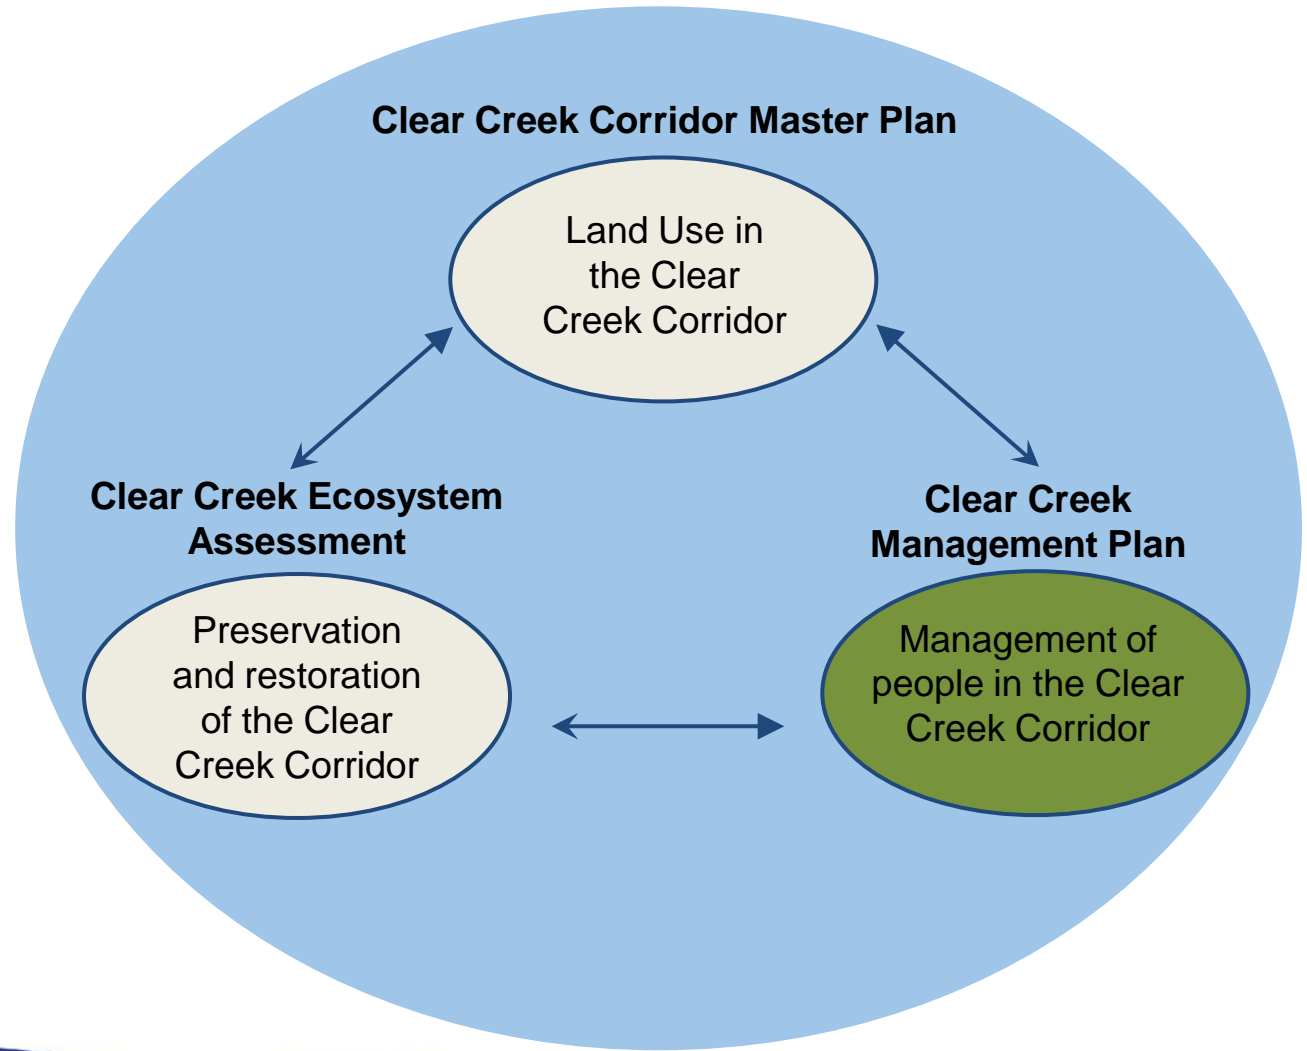 Clear Creek Corridor Master Plan
Land Use in
the Clear
Creek Corridor
Clear Creek Ecosystem
Assessment
Preservation
and restoration
of the Clear
Creek Corridor
Clear Creek
Management Plan
Management of
people in the Clear
Creek Corridor